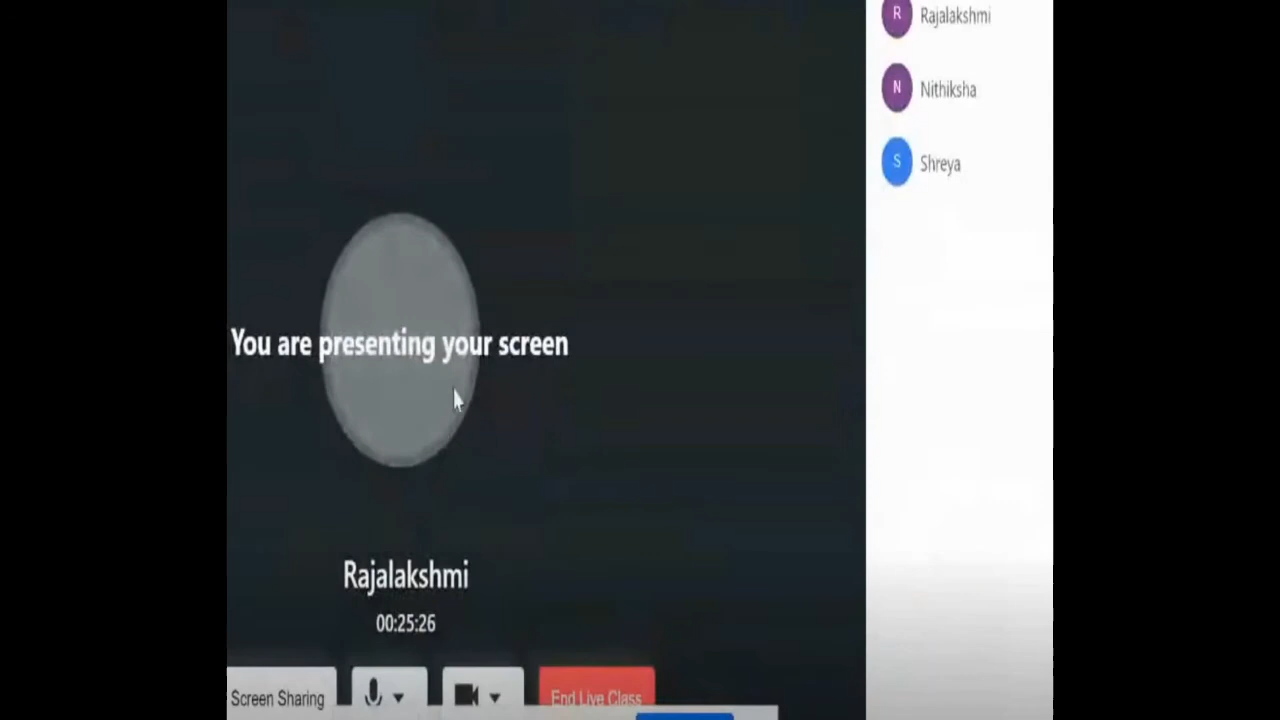 R Rajalakshmi
N Nithiksha
S Shreya
You are presenting your screen
Rajalakshmi
00:25:26
Screen Sharing
End Live Class